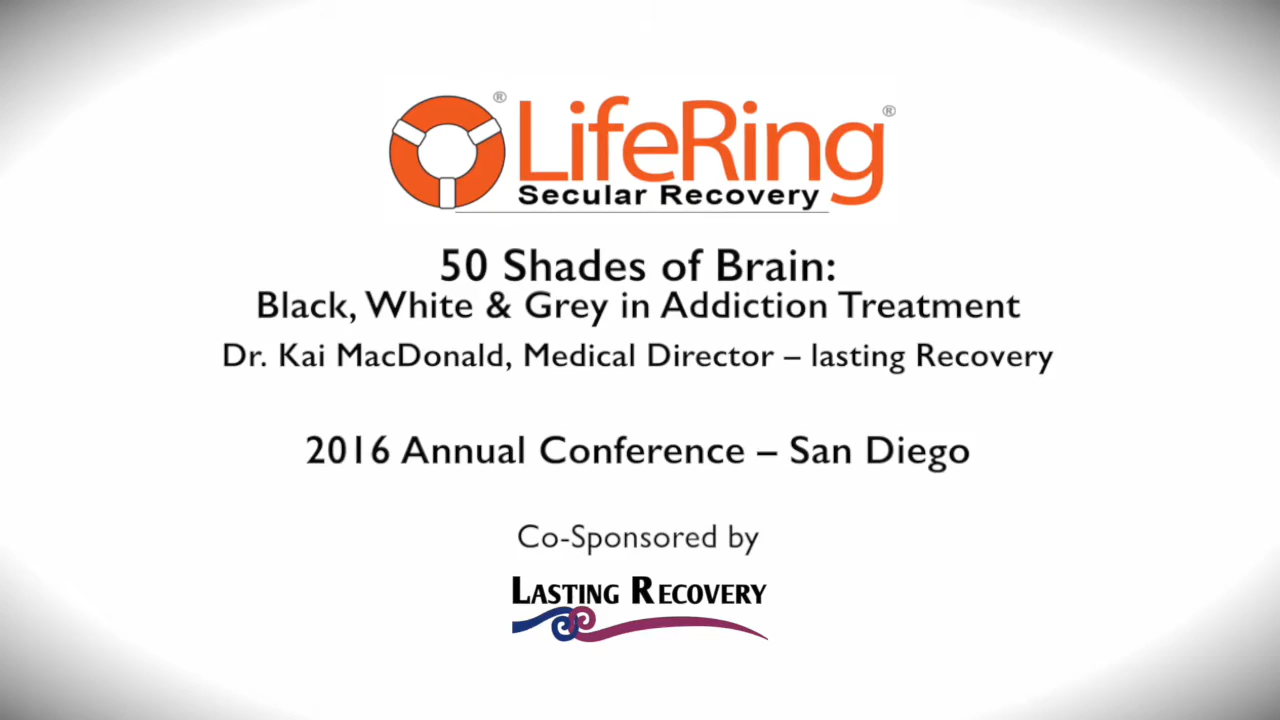 LifeRing®
Secular Recovery
50 Shades of Brain:
Black, White & Grey in Addiction Treatment
Dr. Kai MacDonald, Medical Director – lasting Recovery
2016 Annual Conference – San Diego
Co-Sponsored by
LASTING RECOVERY